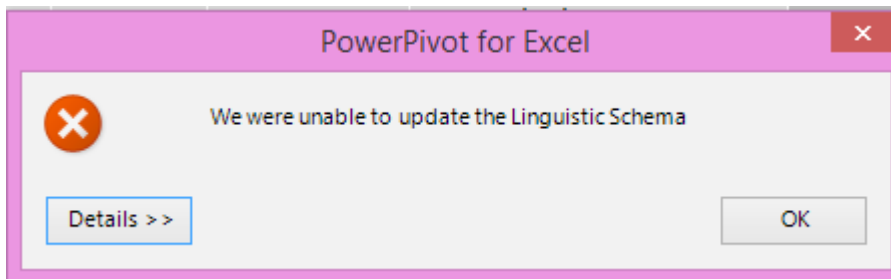 PowerPivot for Excel
We were unable to update the Linguistic Schema
Details >>
OK